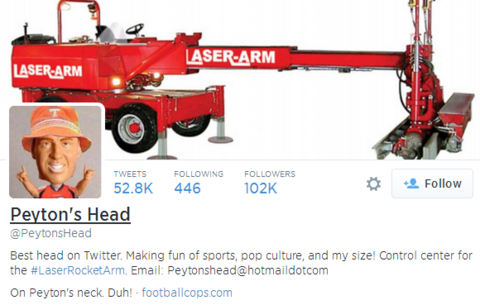 LASER-ARM
LASER-ARM
LASER-ARM
T
TWEETS
FOLLOWING
FOLLOWERS
52.8K
446
102K
Follow
Peyton's Head
@PeytonsHead
Best head on Twitter. Making fun of sports, pop culture, and my size! Control center for
the #LaserRocketArm. Email: Peytonshead@hotmaildotcom
On Peyton's neck. Duh! · footballcops.com